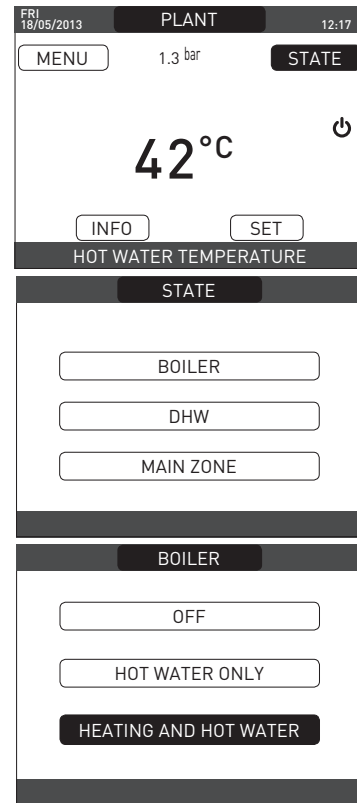 FRI
18/05/2013 PLANT 12:17
MENU 1.3 bar STATE
42°C
INFO SET
HOT WATER TEMPERATURE
STATE
BOILER
DHW
MAIN ZONE
BOILER
OFF
HOT WATER ONLY
HEATING AND HOT WATER